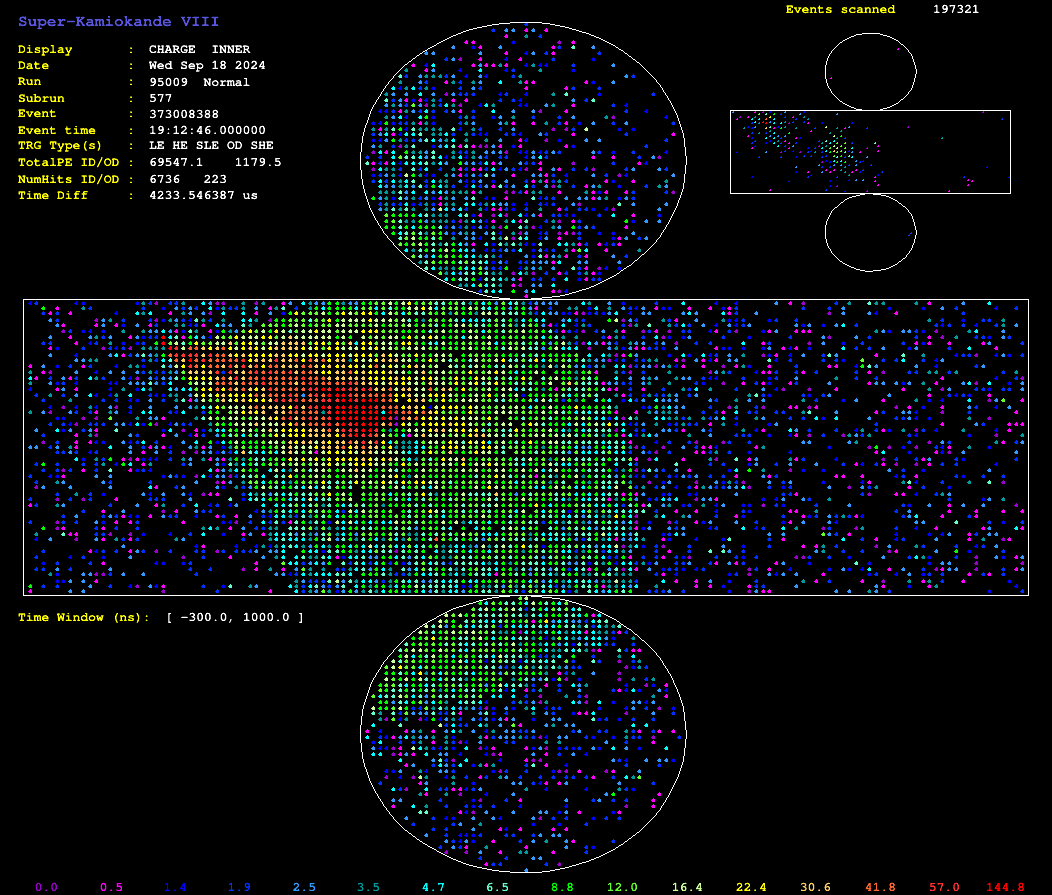 Super-Kamiokande VIII
Events scanned 197321
Display : CHARGE INNER
Date : Wed Sep 18 2024
Run : 95009 Normal
Subrun : 577
Event : 373008388
Event time : 19:12:46.000000
TRG Type(s) : LE HE SLE OD SHE
TotalPE ID/OD : 69547.1 1179.5
NumHits ID/OD : 6736 223
Time Diff : 4233.546387 us
Time Window (ns): [ -300.0, 1000.0 ]
0.0 0.5 1.4 1.9 2.5 3.5 4.7 6.5 8.8 12.0 16.4 22.4 30.6 41.8 57.0 144.8